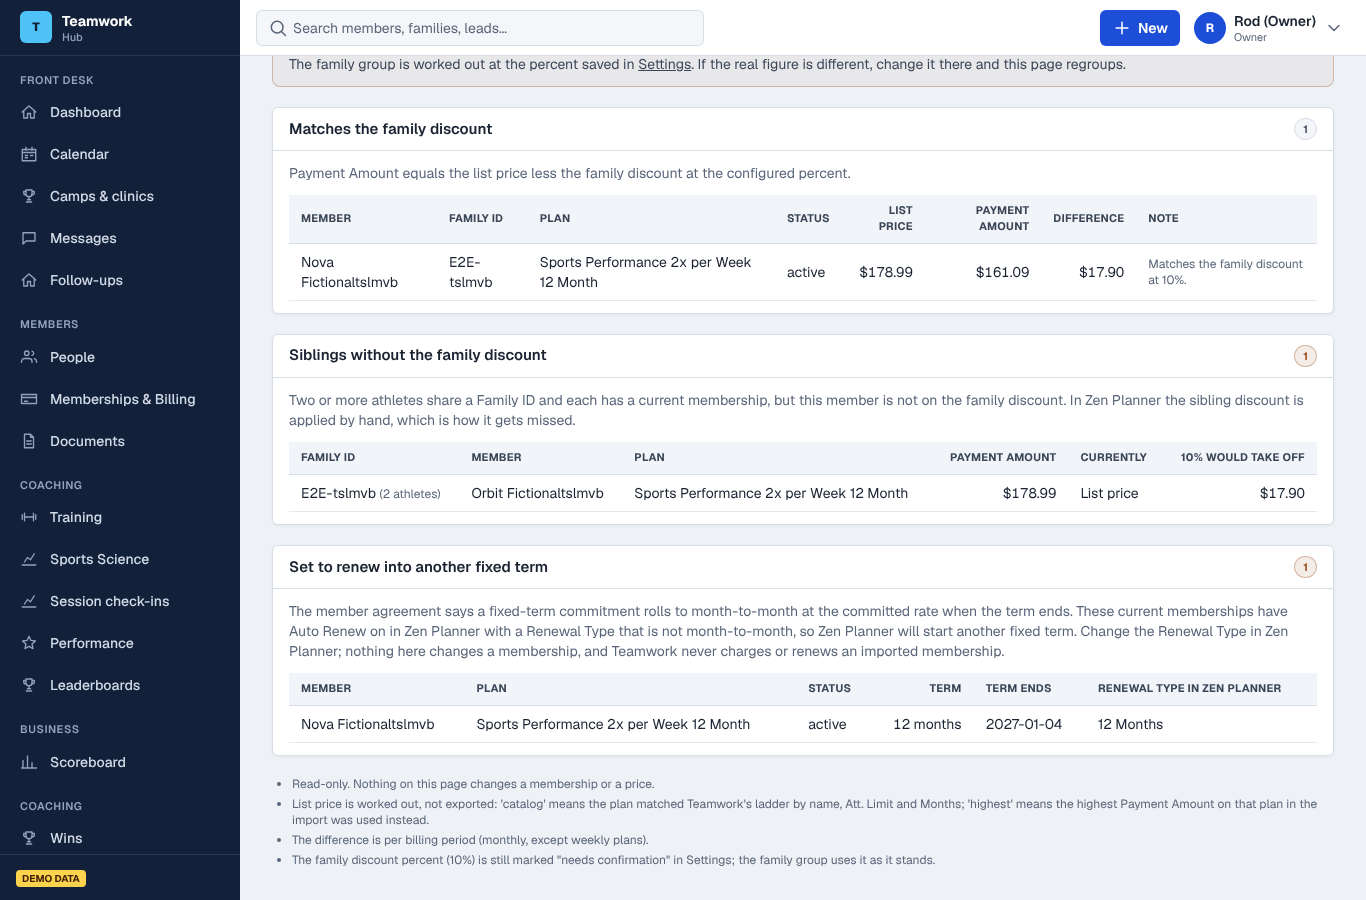 T
Teamwork
Hub
Search members, families, leads...
New
R
Rod (Owner)
Owner
FRONT DESK
Dashboard
Calendar
Camps & clinics
Messages
Follow-ups
MEMBERS
People
Memberships & Billing
Documents
COACHING
Training
Sports Science
Session check-ins
Performance
Leaderboards
BUSINESS
Scoreboard
COACHING
Wins
DEMO DATA
The family group is worked out at the percent saved in Settings. If the real figure is different, change it there and this page regroups.
Matches the family discount
1
Payment Amount equals the list price less the family discount at the configured percent.
MEMBER FAMILY ID PLAN STATUS LIST PRICE PAYMENT AMOUNT DIFFERENCE NOTE
Nova Fictionaltslmvb E2E-tslmvb Sports Performance 2x per Week 12 Month active $178.99 $161.09 $17.90 Matches the family discount at 10%.
Siblings without the family discount
1
Two or more athletes share a Family ID and each has a current membership, but this member is not on the family discount. In Zen Planner the sibling discount is
applied by hand, which is how it gets missed.
FAMILY ID MEMBER PLAN PAYMENT AMOUNT CURRENTLY 10% WOULD TAKE OFF
E2E-tslmvb (2 athletes) Orbit Fictionaltslmvb Sports Performance 2x per Week 12 Month $178.99 List price $17.90
Set to renew into another fixed term
1
The member agreement says a fixed-term commitment rolls to month-to-month at the committed rate when the term ends. These current memberships have
Auto Renew on in Zen Planner with a Renewal Type that is not month-to-month, so Zen Planner will start another fixed term. Change the Renewal Type in Zen
Planner; nothing here changes a membership, and Teamwork never charges or renews an imported membership.
MEMBER PLAN STATUS TERM TERM ENDS RENEWAL TYPE IN ZEN PLANNER
Nova Fictionaltslmvb Sports Performance 2x per Week 12 Month active 12 months 2027-01-04 12 Months
• Read-only. Nothing on this page changes a membership or a price.
• List price is worked out, not exported: 'catalog' means the plan matched Teamwork's ladder by name, Att. Limit and Months; 'highest' means the highest Payment Amount on that plan in the
import was used instead.
• The difference is per billing period (monthly, except weekly plans).
• The family discount percent (10%) is still marked "needs confirmation" in Settings; the family group uses it as it stands.